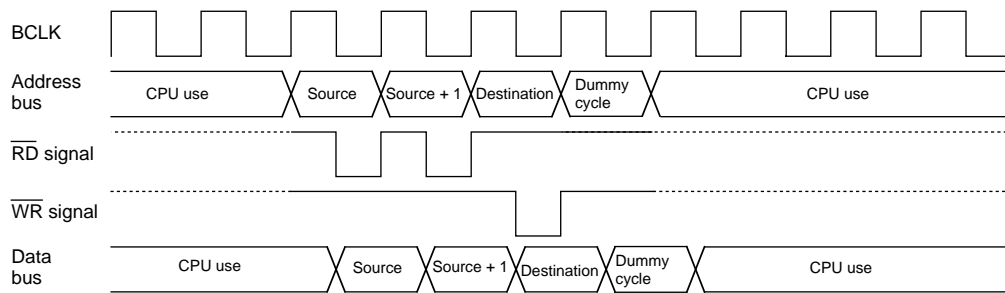 BCLK
Address
bus
CPU use
Source
Source + 1
Destination
Dummy
cycle
CPU use
RD signal
WR signal
Data
bus
CPU use
Source
Source + 1
Destination
Dummy
cycle
CPU use